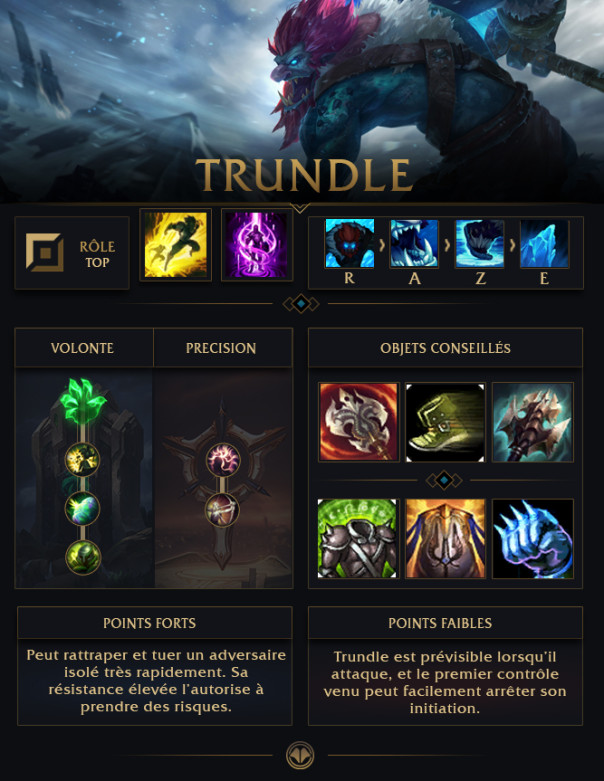 TRUNDLE
RÔLE
TOP
R
A
Z
E
VOLONTE
PRECISION
OBJETS CONSEILLÉS
POINTS FORTS
Peut rattraper et tuer un adversaire
isolé très rapidement. Sa
résistance élevée l'autorise à
prendre des risques.
POINTS FAIBLES
Trundle est prévisible lorsqu'il
attaque, et le premier contrôle
venu peut facilement arrêter son
initiation.